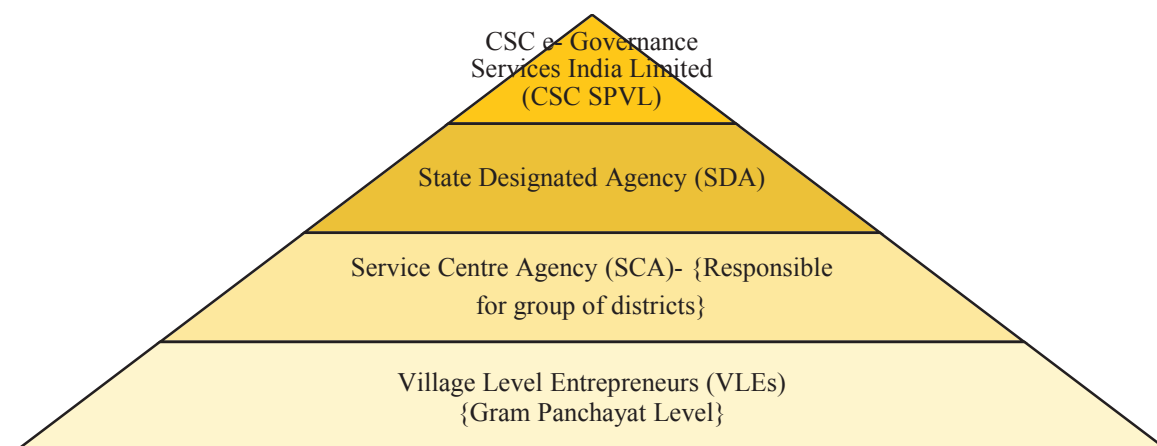 CSC e- Governance
Services India Limited
(CSC SPVL)
State Designated Agency (SDA)
Service Centre Agency (SCA)- {Responsible
for group of districts}
Village Level Entrepreneurs (VLEs)
{Gram Panchayat Level}